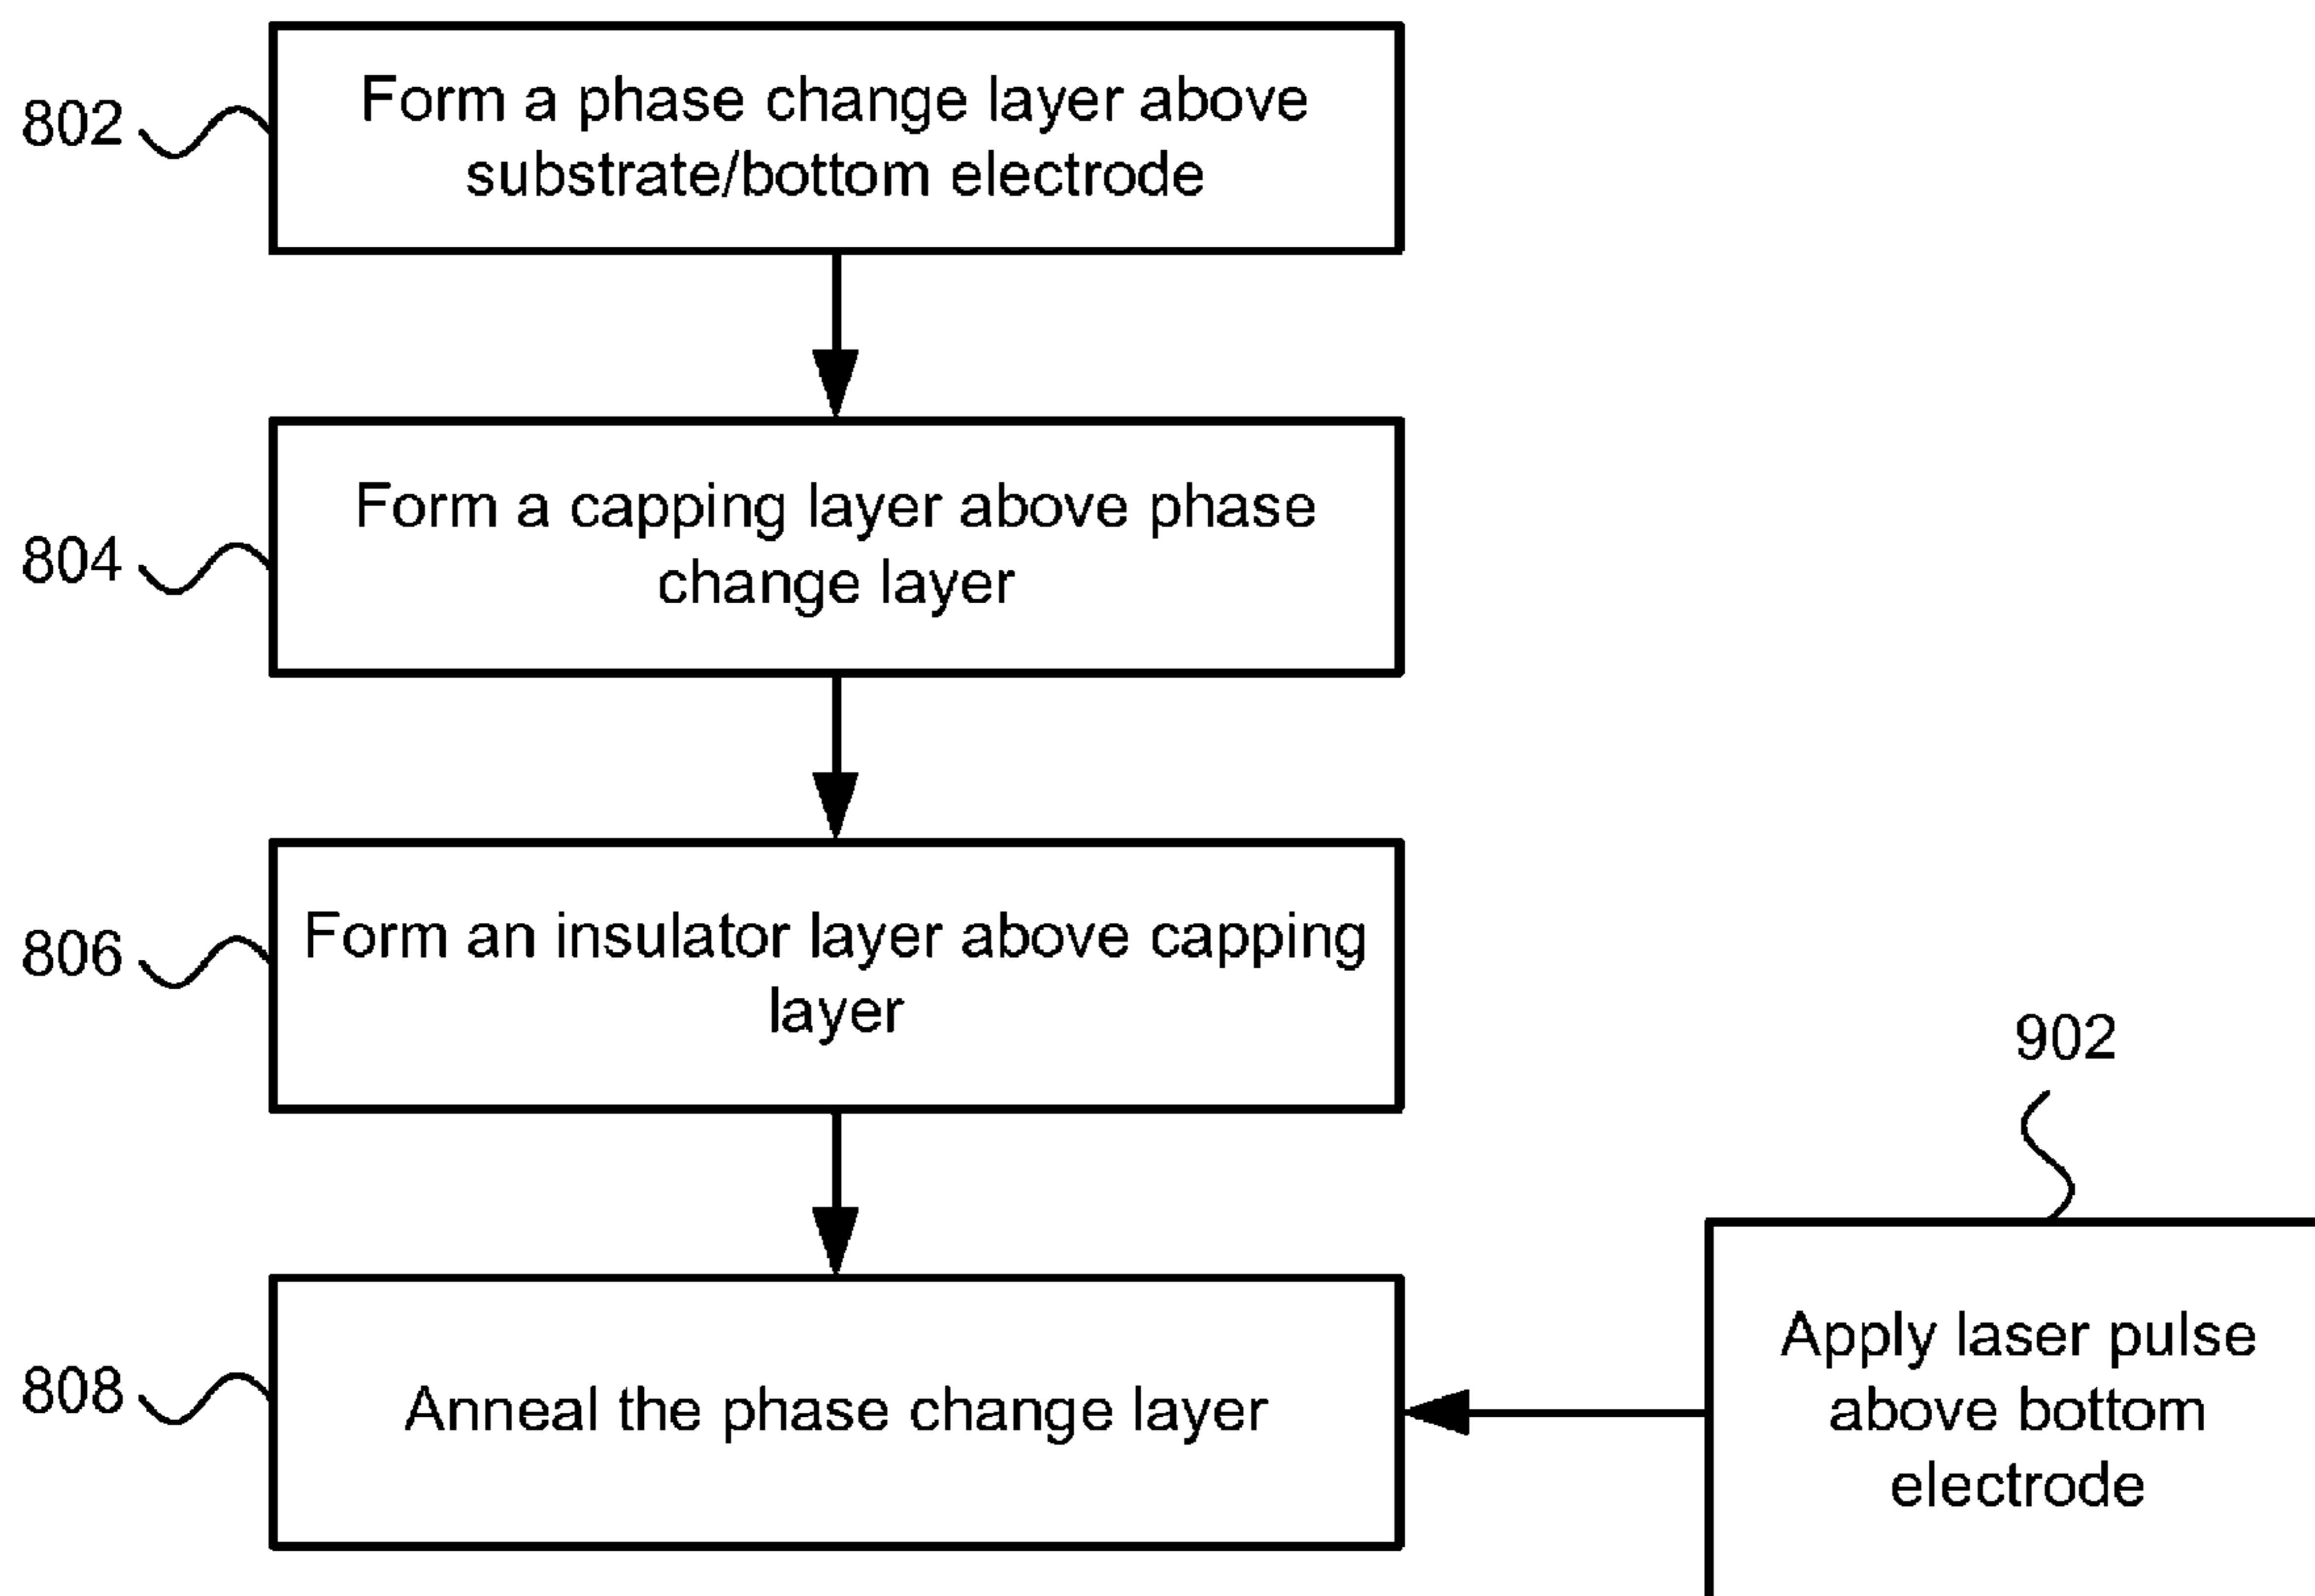 802
Form a phase change layer above
substrate/bottom electrode
804
Form a capping layer above phase
change layer
806
Form an insulator layer above capping
layer
902
808
Anneal the phase change layer
Apply laser pulse
above bottom
electrode